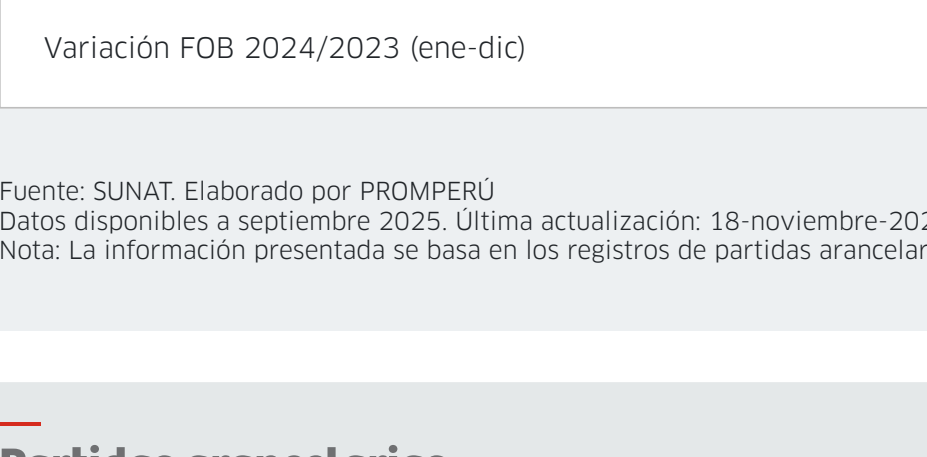 Variación FOB 2024/2023 (ene-dic)
Fuente: SUNAT. Elaborado por PROMPERÚ
Datos disponibles a septiembre 2025. Última actualización: 18-noviembre-202
Nota: La información presentada se basa en los registros de partidas arancelar
Partidas arancelarias